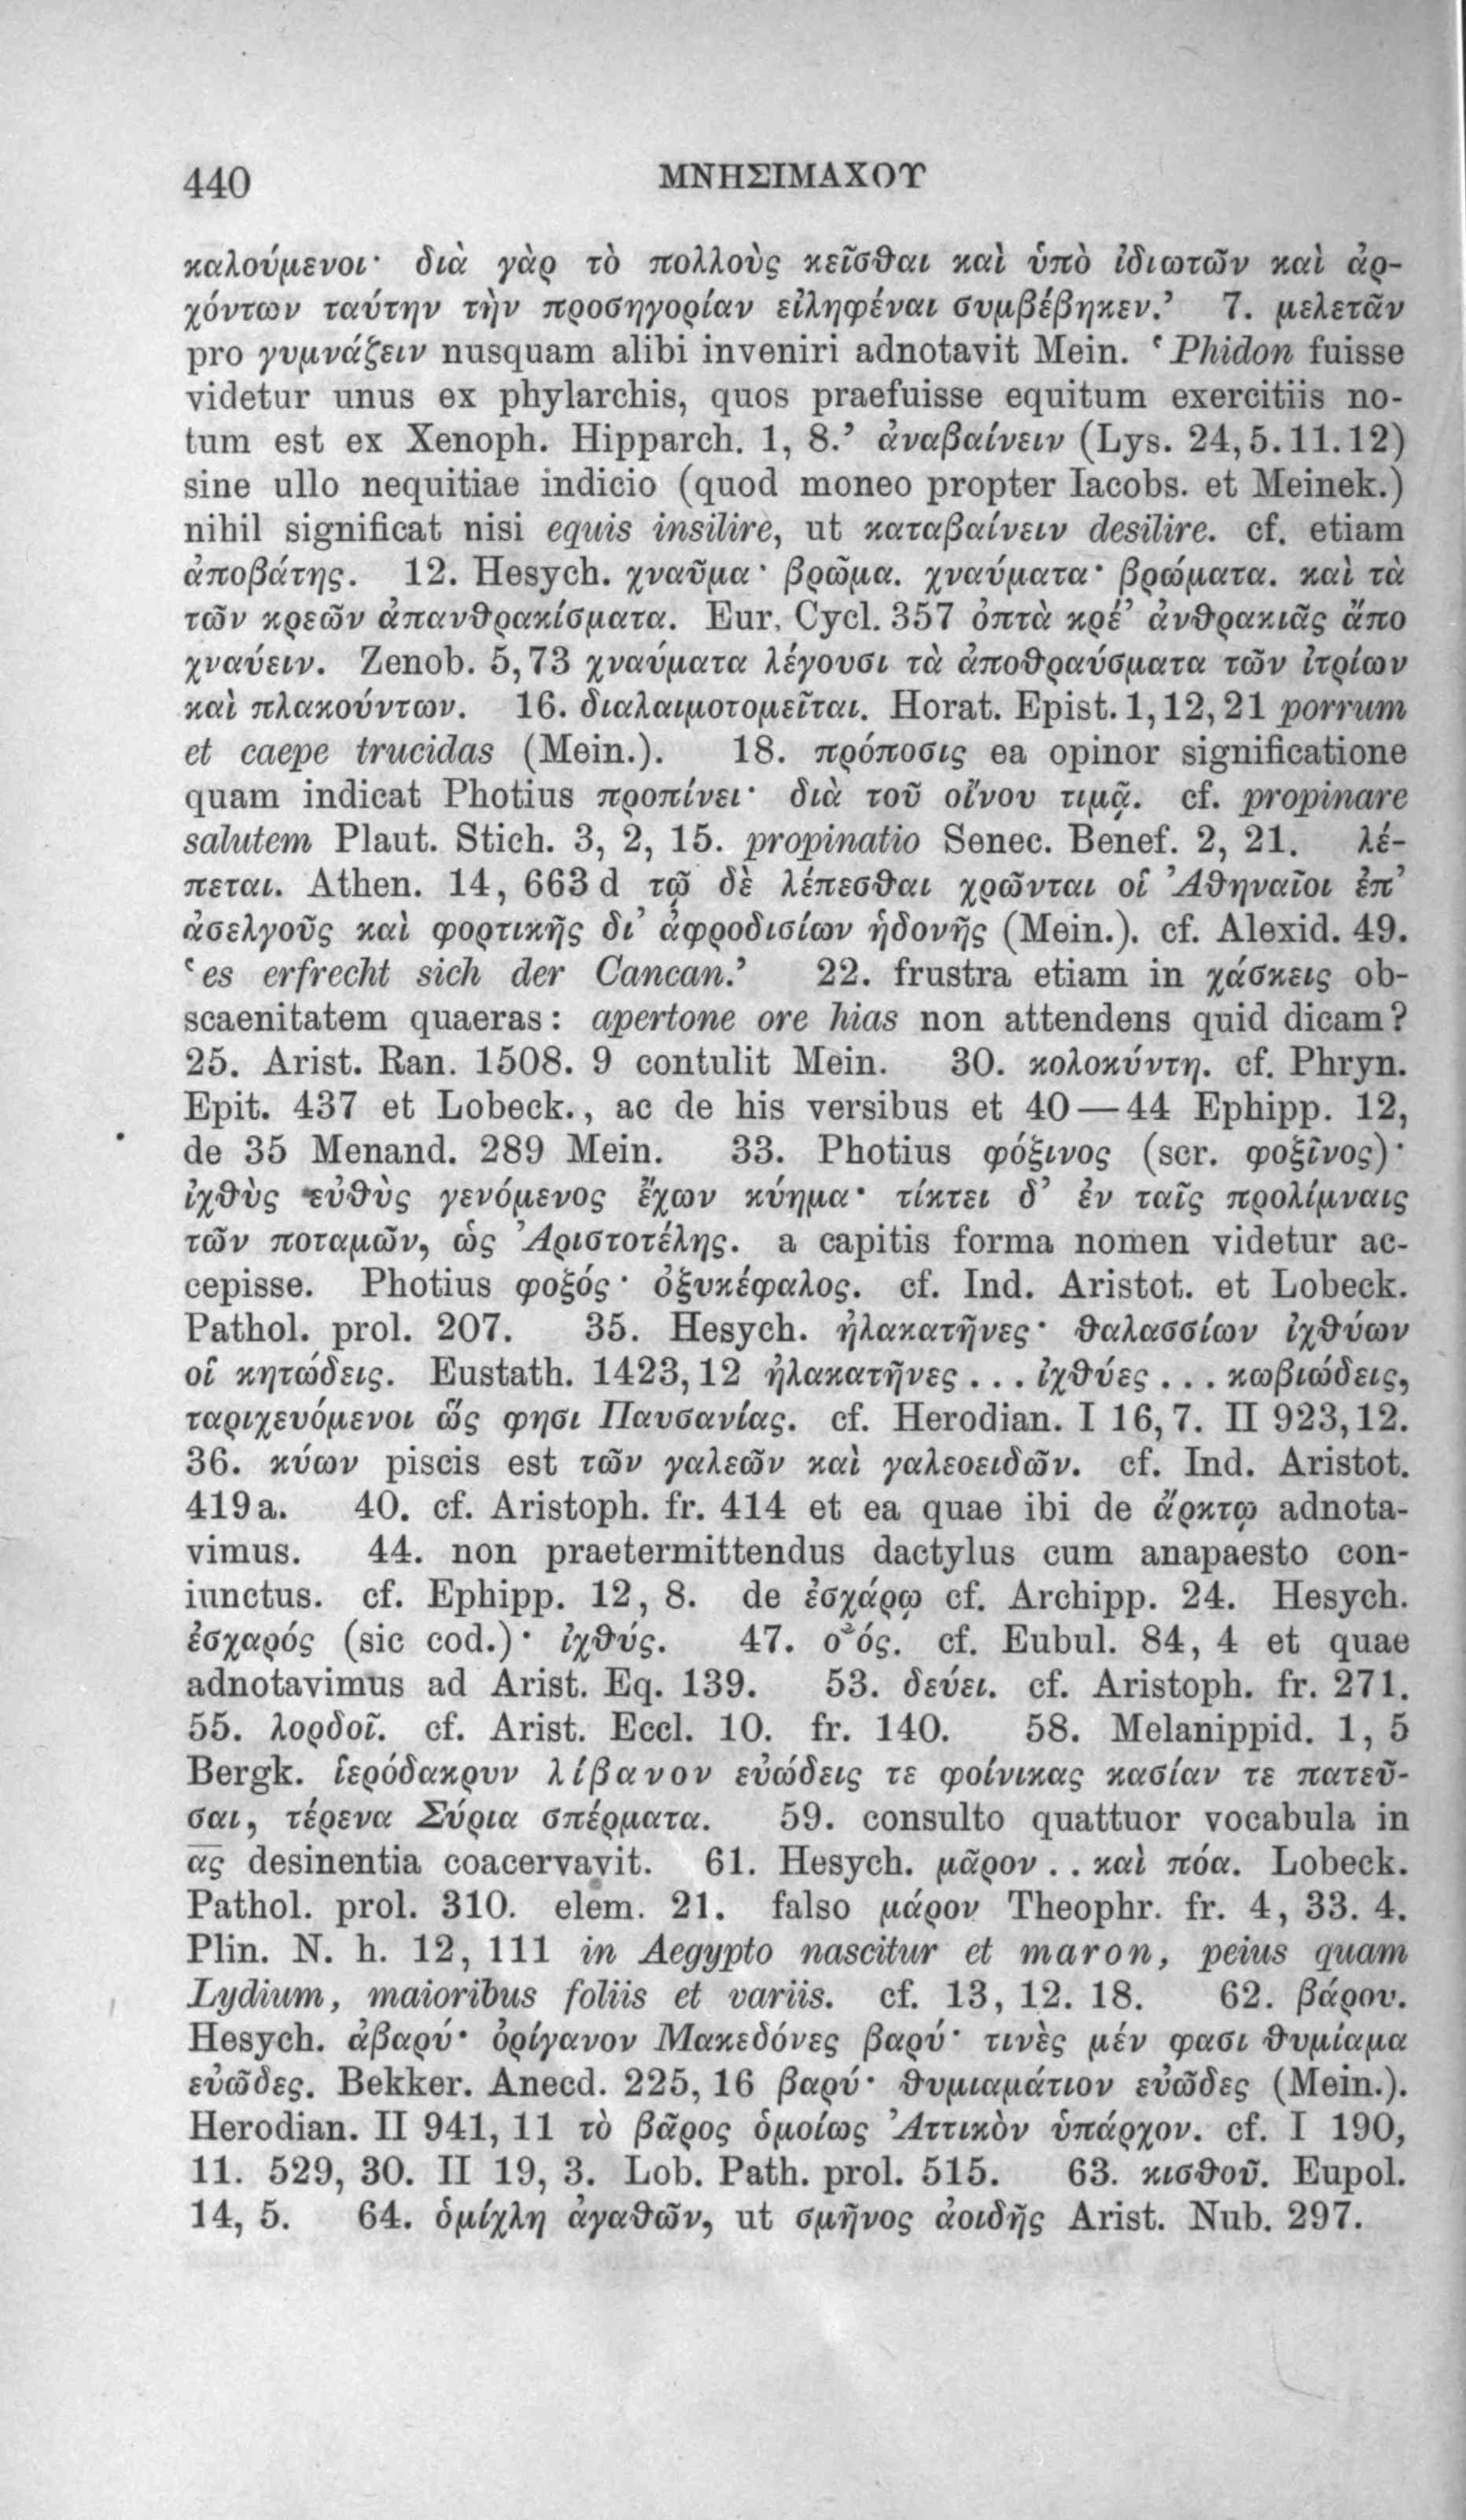 440
ΜΝΗΣΙΜΑΧΟΥ
καλούμενοι· διὰ γὰρ τὸ πολλοὺς κεῖσθαι καὶ ὑπὸ ἰδιωτῶν καὶ ἀρ-
χόντων ταύτην τὴν προσηγορίαν εἰληφέναι συμβέβηκεν.’ 7. μελετᾶν
pro γυμνάζειν nusquam alibi inveniri adnotavit Mein. ‘Phidon fuisse
videtur unus ex phylarchis, quos praefuisse equitum exercitiis no-
tum est ex Xenoph. Hipparch. 1, 8.’ ἀναβαίνειν (Lys. 24, 5. 11. 12)
sine ullo nequitiae indicio (quod moneo propter Iacobs. et Meinek.)
nihil significat nisi equis insilire, ut καταβαίνειν desilire. cf. etiam
ἀποβάτης. 12. Hesych. χναῦμα· βρῶμα. χναύματα· βρώματα. καὶ τὰ
τῶν κρεῶν ἀπανθρακίσματα. Eur. Cycl. 357 ὀπτὰ κρέ’ ἀνθρακιᾶς ἄπο
χναύειν. Zenob. 5, 73 χναύματα λέγουσι τὰ ἀποθραύσματα τῶν ἰτρίων
καὶ πλακούντων. 16. διαλαιμοτομεῖται. Horat. Epist. 1, 12, 21 porrum
et caepe trucidas (Mein.). 18. πρόποσις ea opinor significatione
quam indicat Photius προπίνει· διὰ τοῦ οἴνου τιμᾷ. cf. propinare
salutem Plaut. Stich. 3, 2, 15. propinatio Senec. Benef. 2, 21. λέ-
πεται. Athen. 14, 663 d τῷ δὲ λέπεσθαι χρῶνται οἱ Ἀθηναῖοι ἐπ’
ἀσελγοῦς καὶ φορτικῆς δι’ ἀφροδισίων ἡδονῆς (Mein.). cf. Alexid. 49.
‘es erfrecht sich der Cancan.’ 22. frustra etiam in χάσκεις ob-
scaenitatem quaeras: apertone ore hias non attendens quid dicam?
25. Arist. Ran. 1508. 9 contulit Mein. 30. κολοκύντη. cf. Phryn.
Epit. 437 et Lobeck., ac de his versibus et 40—44 Ephipp. 12,
de 35 Menand. 289 Mein. 33. Photius φόξινος (scr. φοξῖνος)·
ἰχθὺς εὐθὺς γενόμενος ἔχων κύημα· τίκτει δ’ ἐν ταῖς προλίμναις
τῶν ποταμῶν, ὡς Ἀριστοτέλης. a capitis forma nomen videtur ac-
cepisse. Photius φοξός· ὀξυκέφαλος. cf. Ind. Aristot. et Lobeck.
Pathol. prol. 207. 35. Hesych. ἠλακατῆνες· θαλασσίων ἰχθύων
οἱ κητώδεις. Eustath. 1423, 12 ἠλακατῆνες . . . ἰχθύες . . . κωβιώδεις,
ταριχευόμενοι ὥς φησι Παυσανίας. cf. Herodian. I 16, 7. II 923, 12.
36. κύων piscis est τῶν γαλεῶν καὶ γαλεοειδῶν. cf. Ind. Aristot.
419 a. 40. cf. Aristoph. fr. 414 et ea quae ibi de ἄρκτῳ adnota-
vimus. 44. non praetermittendus dactylus cum anapaesto con-
iunctus. cf. Ephipp. 12, 8. de ἐσχάρῳ cf. Archipp. 24. Hesych.
ἐσχαρός (sic cod.)· ἰχθύς. 47. cf. Eubul. 84, 4 et quae
adnotavimus ad Arist. Eq. 139. 53. δεύει. cf. Aristoph. fr. 271.
55. λορδοῖ. cf. Arist. Eccl. 10. fr. 140. 58. Melanippid. 1, 5
Bergk. ἱερόδακρυν λίβανον εὐώδεις τε φοίνικας κασίαν τε πατεῦ-
σαι, τέρενα Σύρια σπέρματα. 59. consulto quattuor vocabula in
ᾱς desinentia coacervavit. 61. Hesych. μᾶρον . . καὶ πόα. Lobeck.
Pathol. prol. 310. elem. 21. falso μάρον Theophr. fr. 4, 33. 4.
Plin. N. h. 12, 111 in Aegypto nascitur et maron, peius quam
Lydium, maioribus foliis et variis. cf. 13, 12. 18. 62. βάρου.
Hesych. ἀβαρύ· ὀρίγανον Μακεδόνες βαρύ· τινὲς μέν φασι θυμίαμα
εὐῶδες. Bekker. Anecd. 225, 16 βαρύ· θυμιαμάτιον εὐῶδες (Mein.).
Herodian. II 941, 11 τὸ βᾶρος ὁμοίως Ἀττικὸν ὑπάρχον. cf. I 190,
11. 529, 30. II 19, 3. Lob. Path. prol. 515. 63. κισθοῦ. Eupol.
14, 5. 64. ὁμίχλη ἀγαθῶν, ut σμῆνος ἀοιδῆς Arist. Nub. 297.